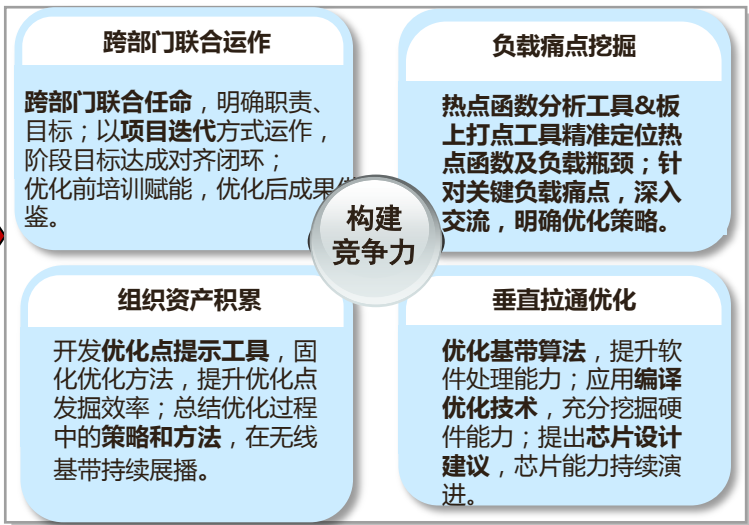 跨部门联合运作
跨部门联合任命，明确职责、
目标；以项目迭代方式运作，
阶段目标达成对齐闭环；
优化前培训赋能，优化后成果
鉴。
负载痛点挖掘
热点函数分析工具&板
上打点工具精准定位热
点函数及负载瓶颈；针
对关键负载痛点，深入
交流，明确优化策略。
构建
竞争力
组织资产积累
开发优化点提示工具，固
化优化方法，提升优化点
发掘效率；总结优化过程
中的策略和方法，在无线
基带持续展播。
垂直拉通优化
优化基带算法，提升软
件处理能力；应用编译
优化技术，充分挖掘硬
件能力；提出芯片设计
建议，芯片能力持续演
进。